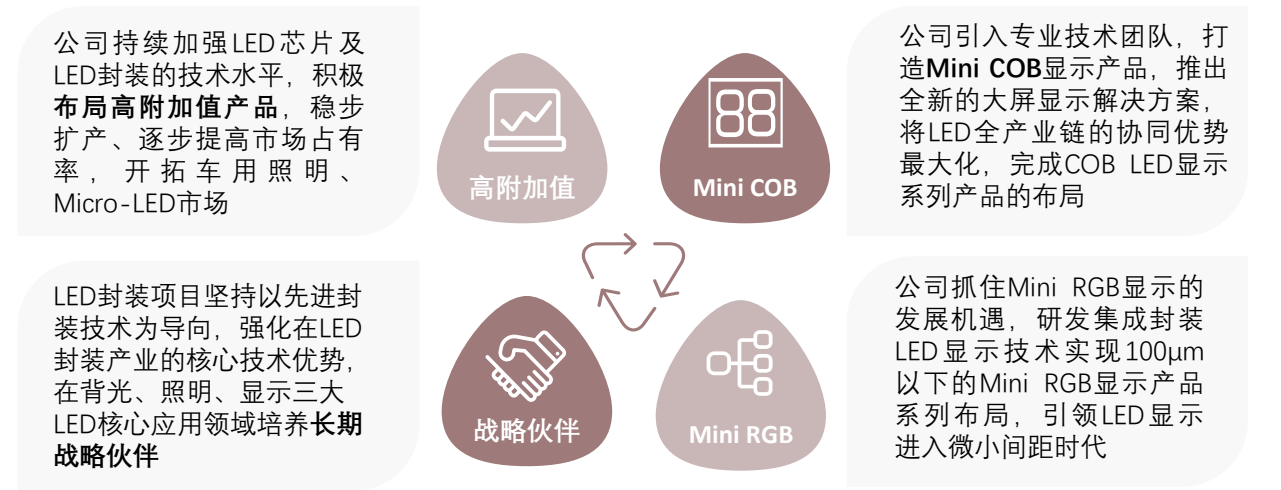 公司持续加强LED芯片及
LED封装的技术水平，积极
布局高附加值产品，稳步
扩产、逐步提高市场占有
率，开拓车用照明、
Micro-LED市场
高附加值
88
Mini COB
公司引入专业技术团队，打
造Mini COB显示产品，推出
全新的大屏显示解决方案，
将LED全产业链的协同优势
最大化，完成COB LED显示
系列产品的布局
LED封装项目坚持以先进封
装技术为导向，强化在LED
封装产业的核心技术优势，
在背光、照明、显示三大
LED核心应用领域培养长期
战略伙伴
战略伙伴
Mini RGB
公司抓住Mini RGB显示的
发展机遇，研发集成封装
LED显示技术实现100μm
以下的Mini RGB显示产品
系列布局，引领LED显示
进入微小间距时代